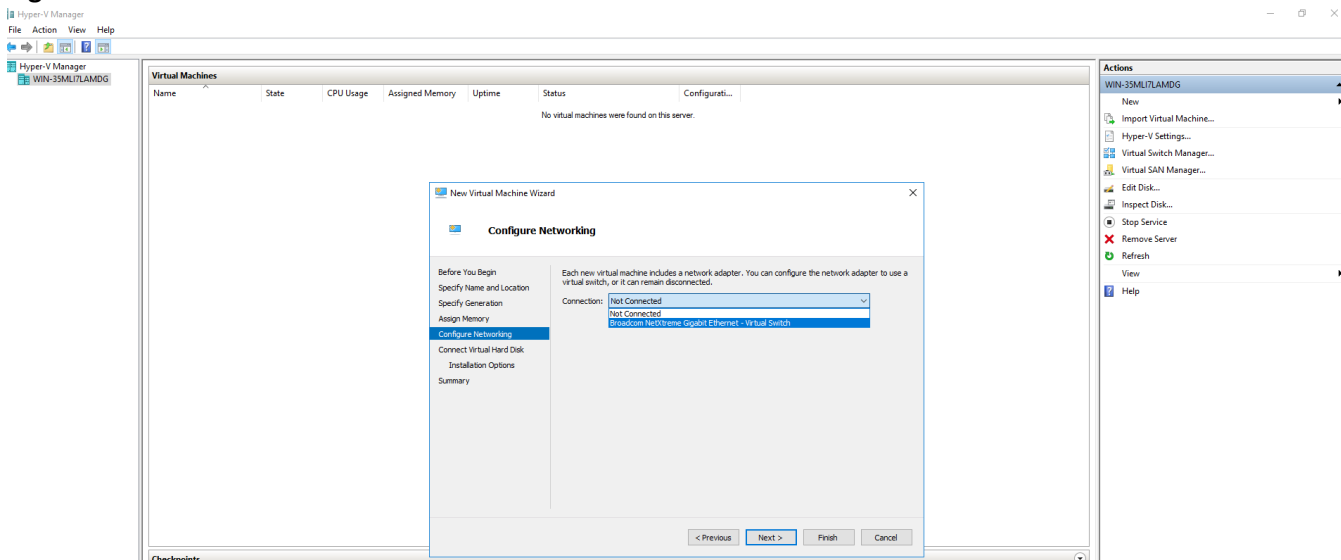 Hyper-V Manager
File Action View Help
Hyper-V Manager
WIN-35MLI7LAMDG
Virtual Machines
Name State CPU Usage Assigned Memory Uptime Status Configurati...
No virtual machines were found on this server.
New Virtual Machine Wizard
Configure Networking
Before You Begin
Specify Name and Location
Specify Generation
Assign Memory
Configure Networking
Connect Virtual Hard Disk
Installation Options
Summary
Each new virtual machine includes a network adapter. You can configure the network adapter to use a
virtual switch, or it can remain disconnected.
Connection: Not Connected
Not Connected
Broadcom NetXtreme Gigabit Ethernet - Virtual Switch
< Previous Next > Finish Cancel
Checkpoints
Actions
WIN-35MLI7LAMDG
New
Import Virtual Machine...
Hyper-V Settings...
Virtual Switch Manager...
Virtual SAN Manager...
Edit Disk...
Inspect Disk...
Stop Service
Remove Server
Refresh
View
Help